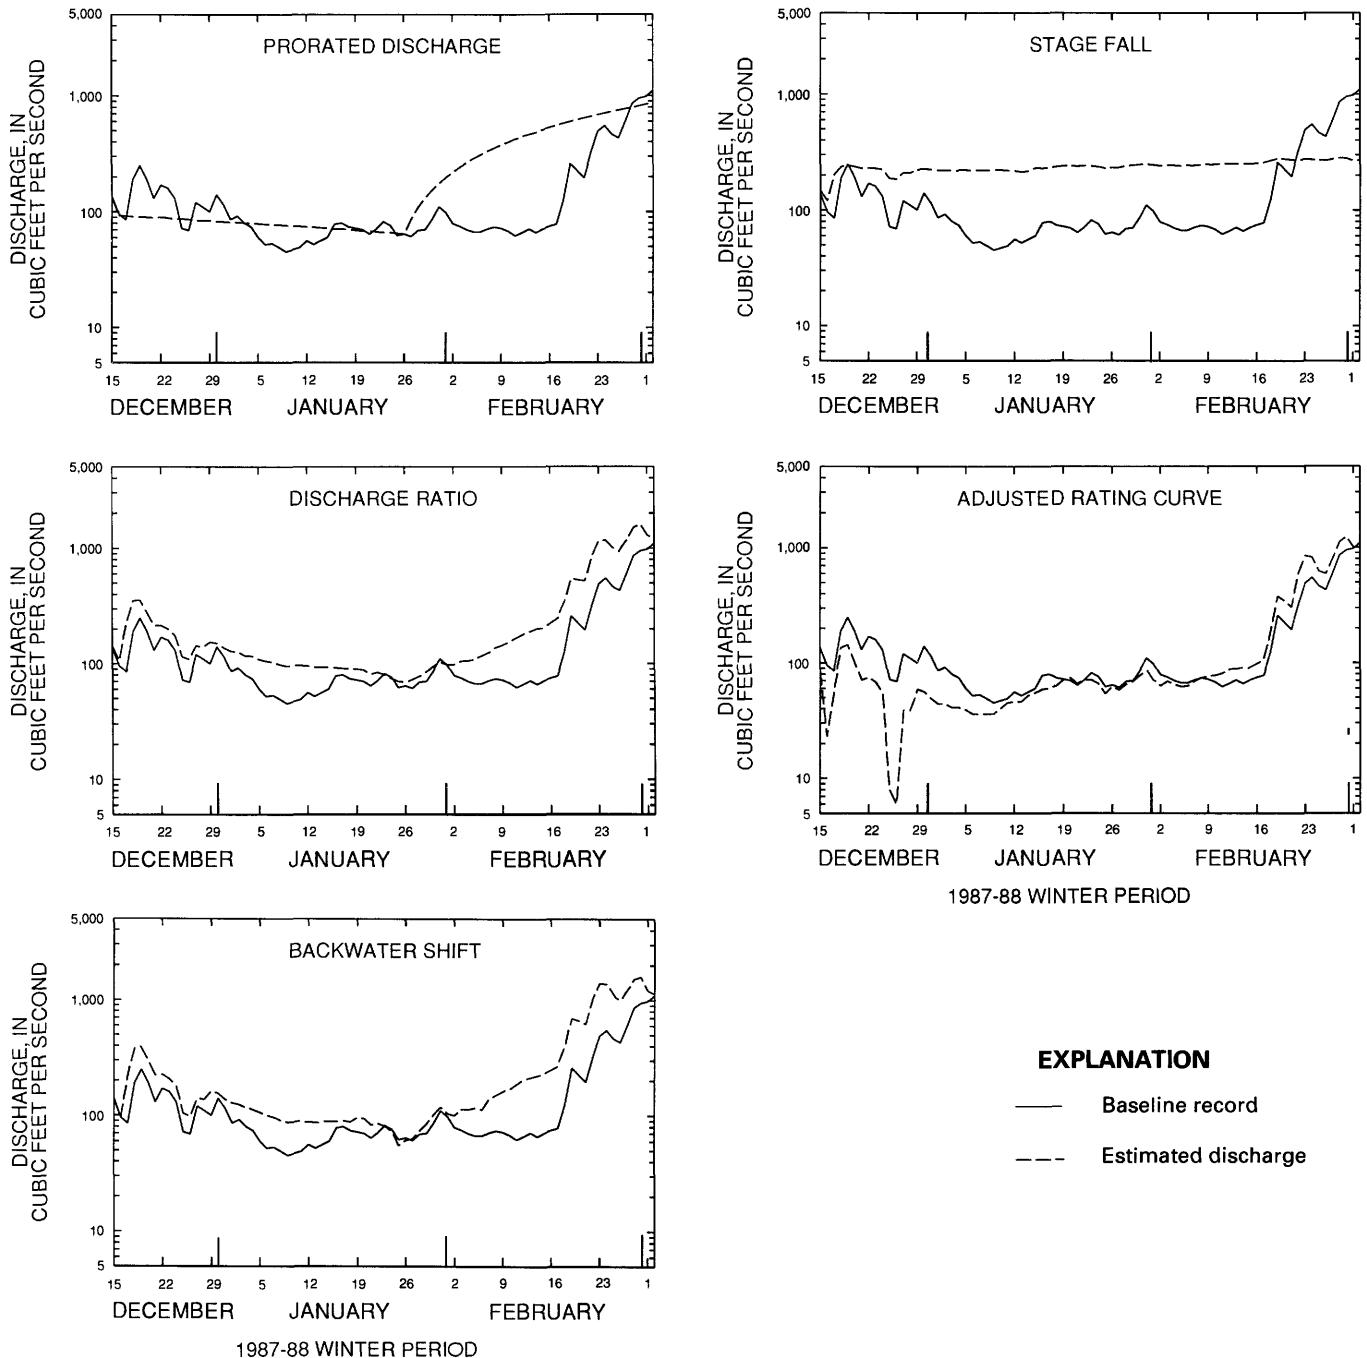 PRORATED DISCHARGE
DISCHARGE, IN
CUBIC FEET PER SECOND
5,000
1,000
100
10
5
15 22 29 5 12 19 26 2 9 16 23 1
DECEMBER JANUARY FEBRUARY
STAGE FALL
DISCHARGE, IN
CUBIC FEET PER SECOND
5,000
1,000
100
10
5
15 22 29 5 12 19 26 2 9 16 23 1
DECEMBER JANUARY FEBRUARY
DISCHARGE RATIO
DISCHARGE, IN
CUBIC FEET PER SECOND
5,000
1,000
100
10
5
15 22 29 5 12 19 26 2 9 16 23 1
DECEMBER JANUARY FEBRUARY
ADJUSTED RATING CURVE
DISCHARGE, IN
CUBIC FEET PER SECOND
5,000
1,000
100
10
5
15 22 29 5 12 19 26 2 9 16 23 1
DECEMBER JANUARY FEBRUARY
1987-88 WINTER PERIOD
BACKWATER SHIFT
DISCHARGE, IN
CUBIC FEET PER SECOND
5,000
1,000
100
10
5
15 22 29 5 12 19 26 2 9 16 23 1
DECEMBER JANUARY FEBRUARY
1987-88 WINTER PERIOD
EXPLANATION
Baseline record
Estimated discharge